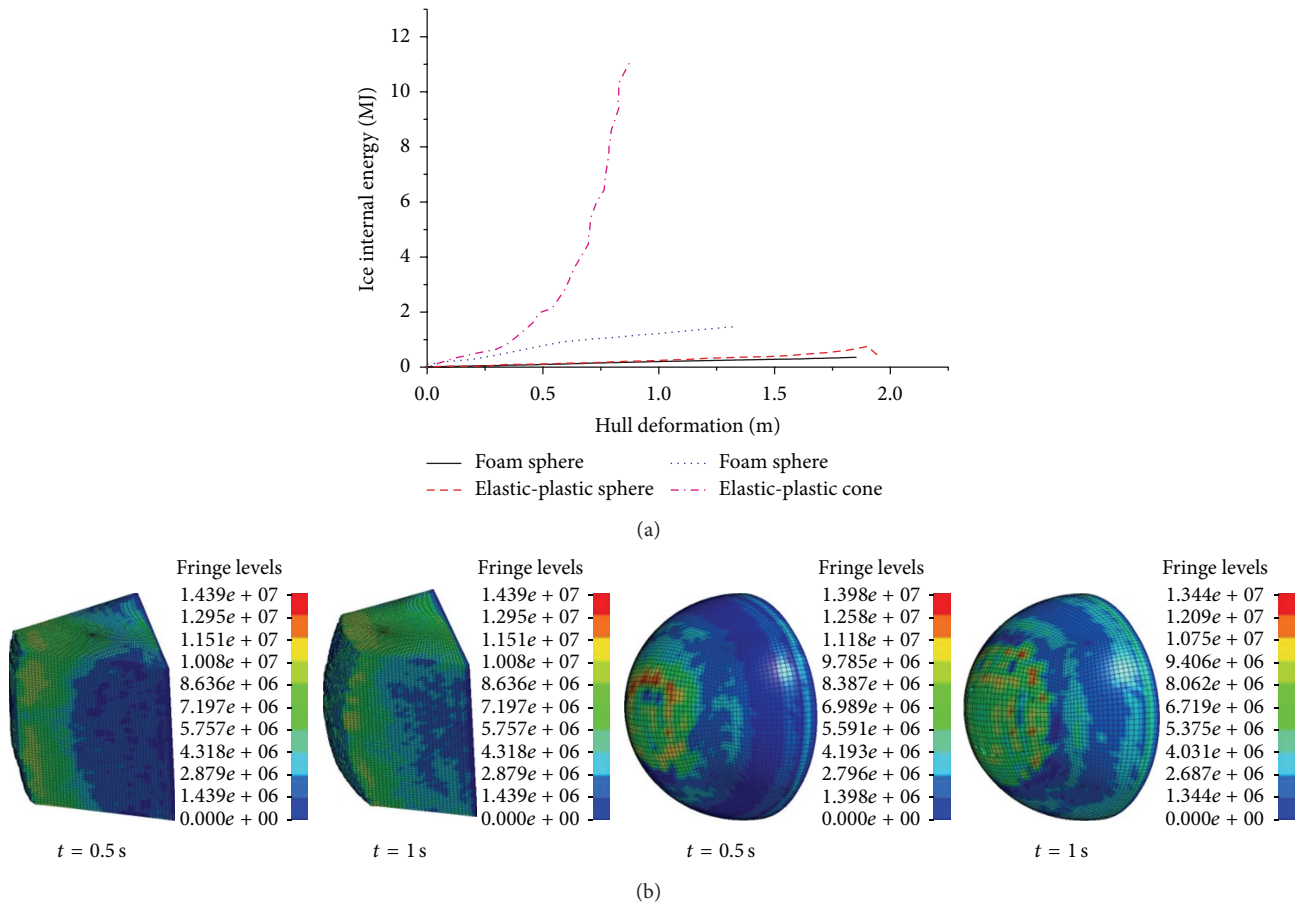 12
10
8
6
4
2
0
Ice internal energy (MJ)
0.0 0.5 1.0 1.5 2.0
Hull deformation (m)
Foam sphere
Foam sphere
Elastic-plastic sphere
Elastic-plastic cone
(a)
Fringe levels
1.439e + 07
1.295e + 07
1.151e + 07
1.008e + 07
8.636e + 06
7.197e + 06
5.757e + 06
4.318e + 06
2.879e + 06
1.439e + 06
0.000e + 00
t = 0.5 s
Fringe levels
1.439e + 07
1.295e + 07
1.151e + 07
1.008e + 07
8.636e + 06
7.197e + 06
5.757e + 06
4.318e + 06
2.879e + 06
1.439e + 06
0.000e + 00
t = 1 s
Fringe levels
1.398e + 07
1.258e + 07
1.118e + 07
9.785e + 06
8.387e + 06
6.989e + 06
5.591e + 06
4.193e + 06
2.796e + 06
1.398e + 06
0.000e + 00
t = 0.5 s
Fringe levels
1.344e + 07
1.209e + 07
1.075e + 07
9.406e + 06
8.062e + 06
6.719e + 06
5.375e + 06
4.031e + 06
2.687e + 06
1.344e + 06
0.000e + 00
t = 1 s
(b)